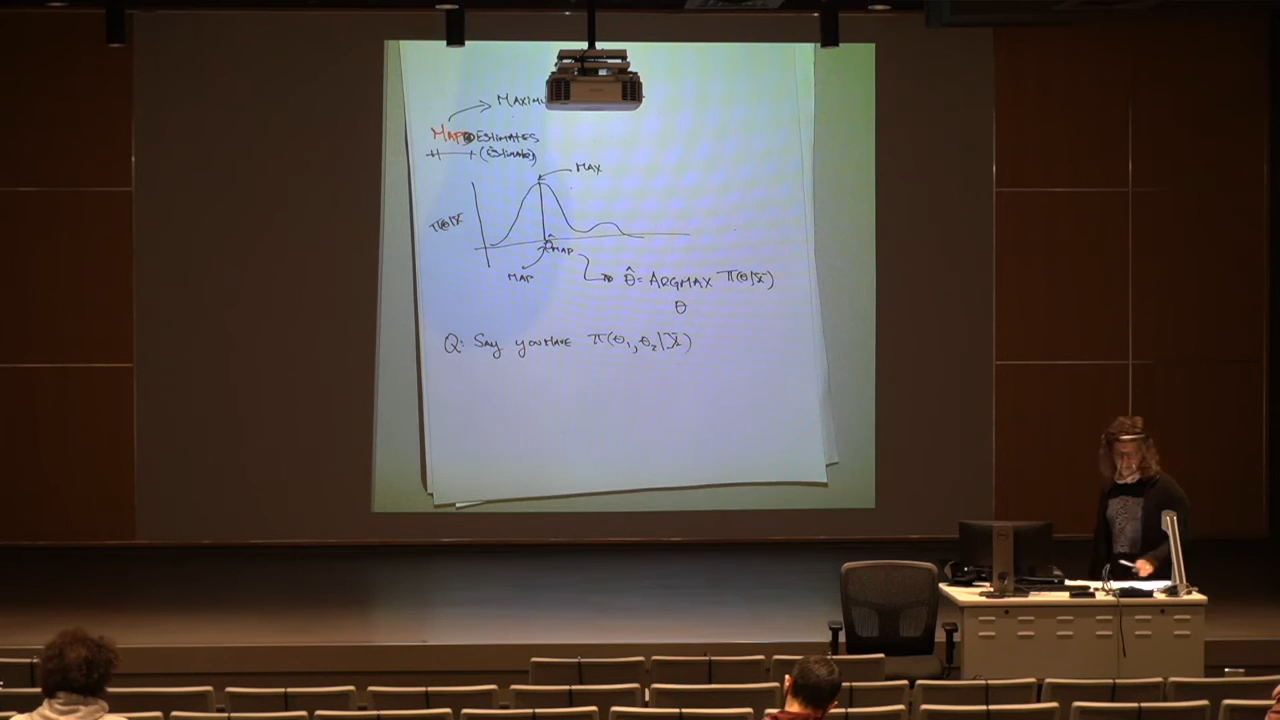 MAXIMU
MAP ESTIMATES
(Estimate)
MAX
π(θ|x̃
θ̂MAP
MAP
θ̂ = ARGMAX π(θ|x̃)
θ
Q: SAY YOU HAVE π(θ₁, θ₂|x̃)